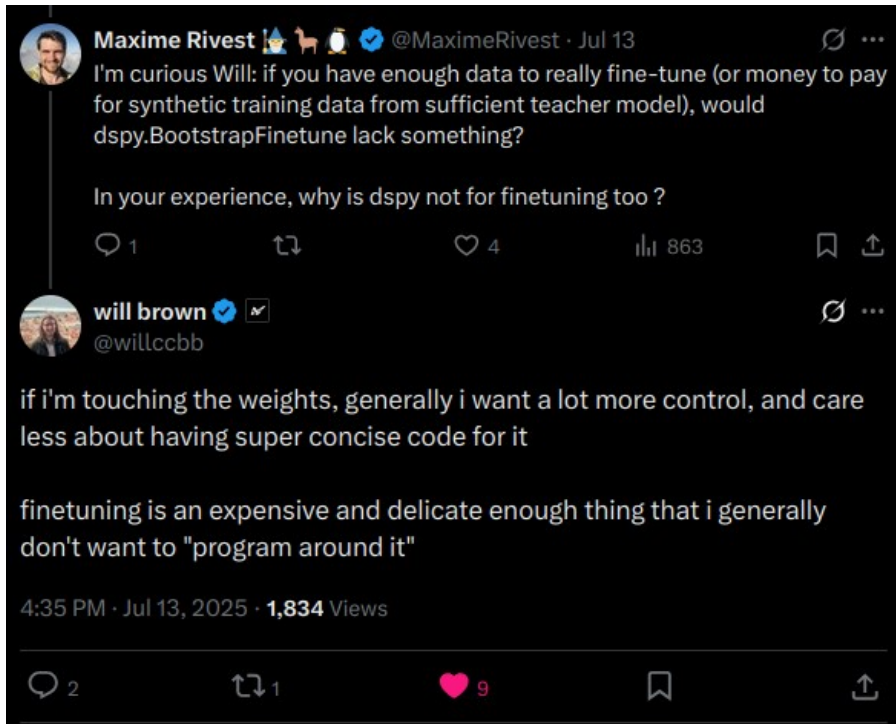 Maxime Rivest 🧙‍♂️🦙🐧 @MaximeRivest · Jul 13
I'm curious Will: if you have enough data to really fine-tune (or money to pay
for synthetic training data from sufficient teacher model), would
dspy.BootstrapFinetune lack something?
In your experience, why is dspy not for finetuning too ?
1 4 863
will brown
@willccbb
if i'm touching the weights, generally i want a lot more control, and care
less about having super concise code for it
finetuning is an expensive and delicate enough thing that i generally
don't want to "program around it"
4:35 PM · Jul 13, 2025 · 1,834 Views
2 1 9